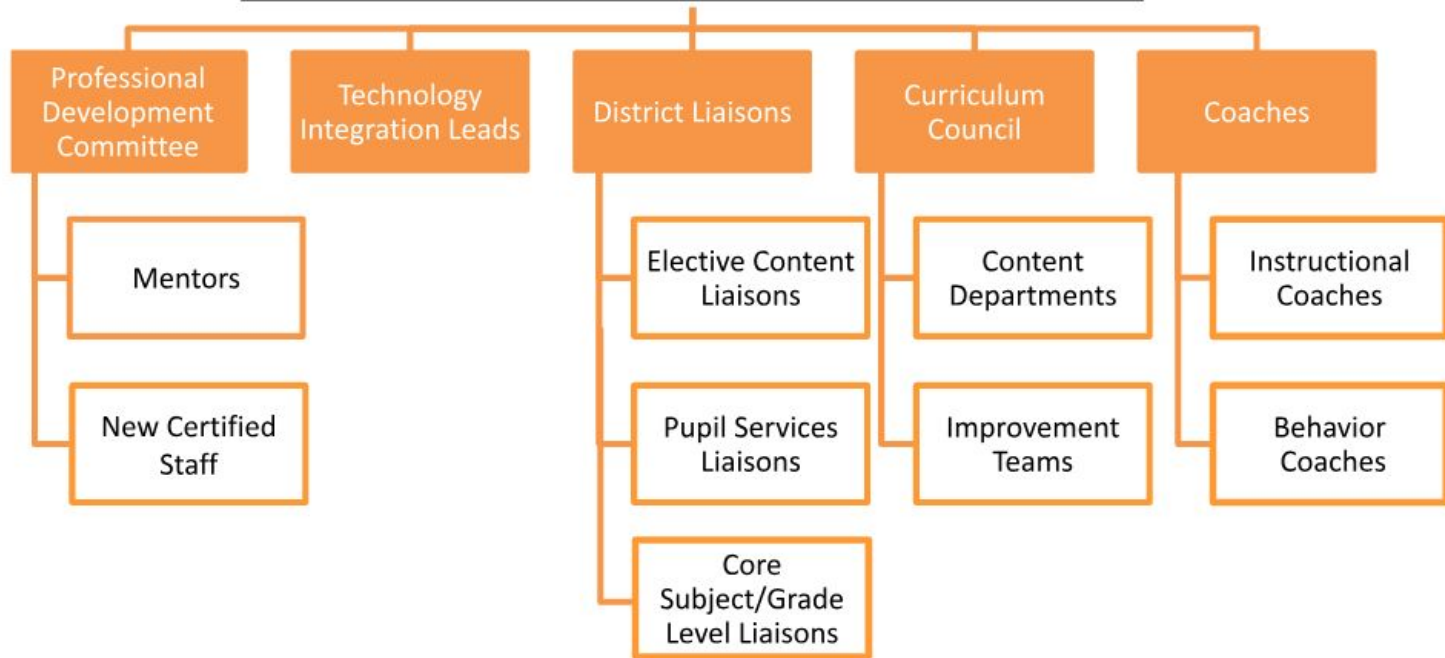 Professional
Development
Committee
Technology
Integration Leads
District Liaisons
Curriculum
Council
Coaches
Mentors
Elective Content
Liaisons
Content
Departments
Instructional
Coaches
New Certified
Staff
Pupil Services
Liaisons
Improvement
Teams
Behavior
Coaches
Core
Subject/Grade
Level Liaisons